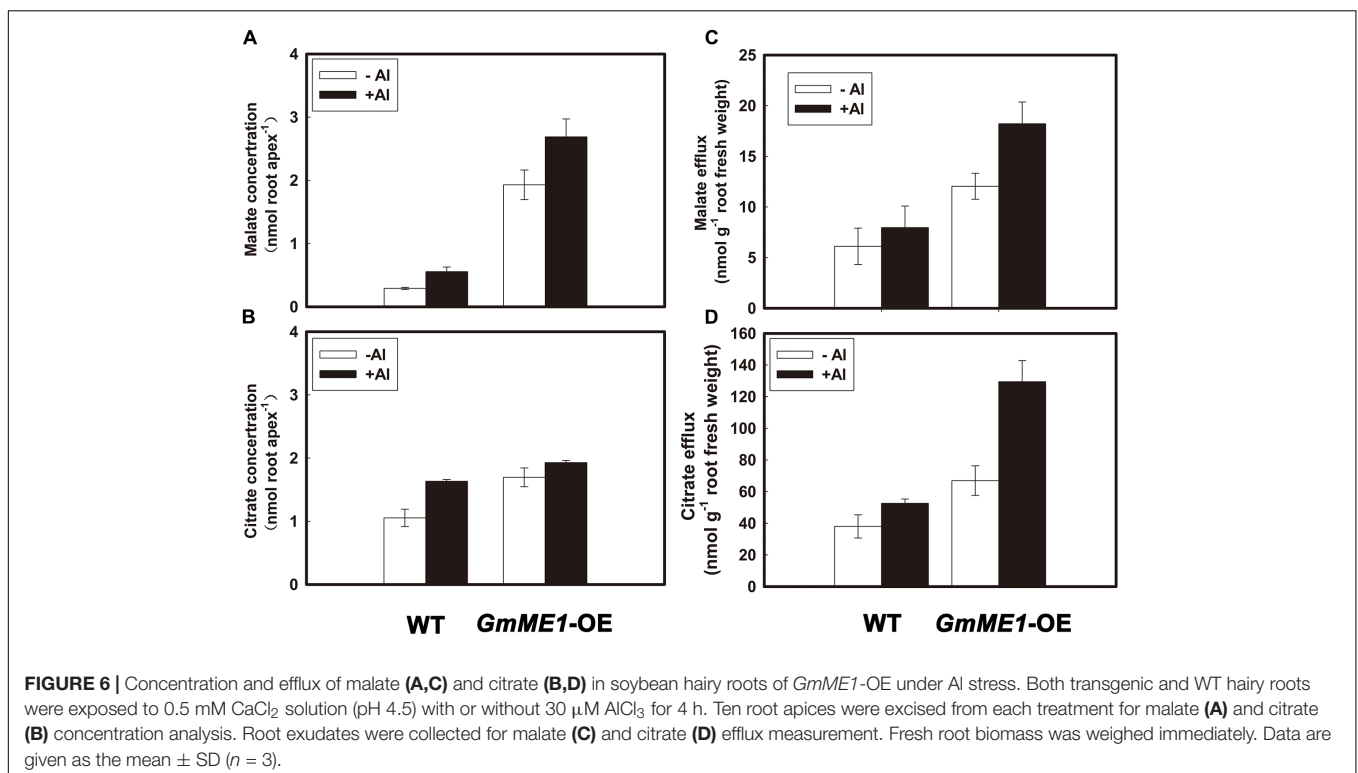 A
4
3
2
1
0
- Al
+Al
Malate concertration
(nmol root apex⁻¹)
B
4
3
2
1
0
-Al
+Al
Citrate concertration
(nmol root apex⁻¹)
WT GmME1-OE
C
25
20
15
10
5
0
- Al
+Al
Malate efflux
(nmol g⁻¹ root fresh weight)
D
160
140
120
100
80
60
40
20
0
- Al
+Al
Citrate efflux
(nmol g⁻¹ root fresh weight)
WT GmME1-OE
FIGURE 6 | Concentration and efflux of malate (A,C) and citrate (B,D) in soybean hairy roots of GmME1-OE under Al stress. Both transgenic and WT hairy roots
were exposed to 0.5 mM CaCl₂ solution (pH 4.5) with or without 30 μM AlCl₃ for 4 h. Ten root apices were excised from each treatment for malate (A) and citrate
(B) concentration analysis. Root exudates were collected for malate (C) and citrate (D) efflux measurement. Fresh root biomass was weighed immediately. Data are
given as the mean ± SD (n = 3).